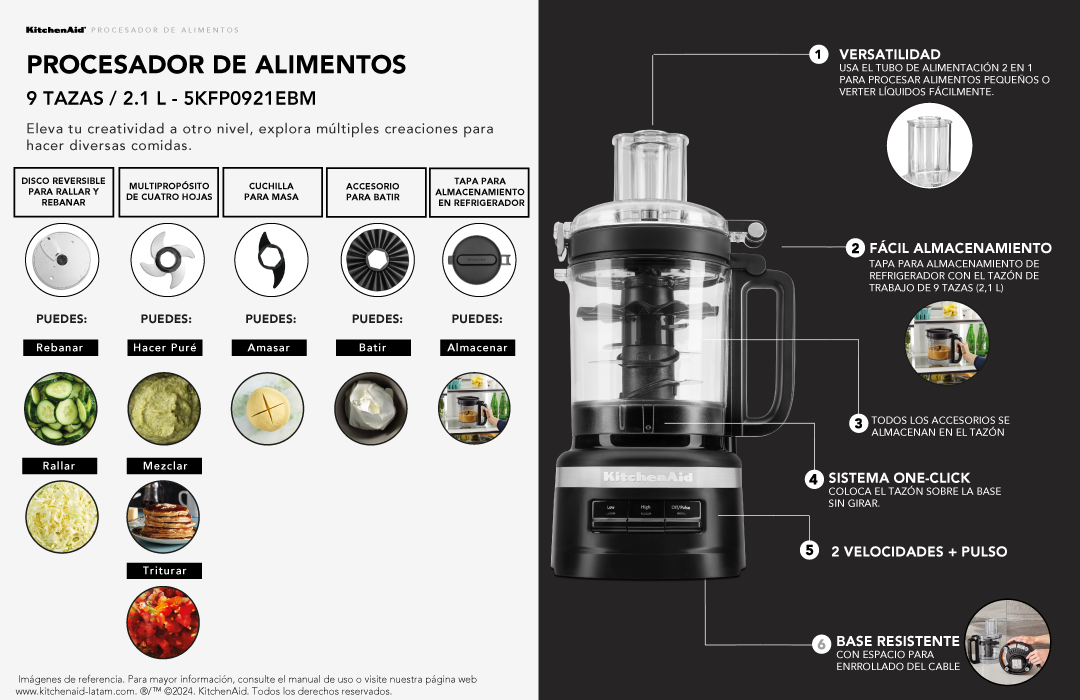 KitchenAid® PROCESADOR DE ALIMENTOS
PROCESADOR DE ALIMENTOS
9 TAZAS / 2.1 L - 5KFP0921EBM
Eleva tu creatividad a otro nivel, explora múltiples creaciones para
hacer diversas comidas.
DISCO REVERSIBLE
PARA RALLAR Y
REBANAR
MULTIPROPÓSITO
DE CUATRO HOJAS
CUCHILLA
PARA MASA
ACCESORIO
PARA BATIR
TAPA PARA
ALMACENAMIENTO
EN REFRIGERADOR
PUEDES:
PUEDES:
PUEDES:
PUEDES:
PUEDES:
Rebanar
Hacer Puré
Amasar
Batir
Almacenar
Rallar
Mezclar
Triturar
Imágenes de referencia. Para mayor información, consulte el manual de uso o visite nuestra página web
www.kitchenaid-latam.com. ®/™ ©2024. KitchenAid. Todos los derechos reservados.
1 VERSATILIDAD
USA EL TUBO DE ALIMENTACIÓN 2 EN 1
PARA PROCESAR ALIMENTOS PEQUEÑOS O
VERTER LÍQUIDOS FÁCILMENTE.
2 FÁCIL ALMACENAMIENTO
TAPA PARA ALMACENAMIENTO DE
REFRIGERADOR CON EL TAZÓN DE
TRABAJO DE 9 TAZAS (2,1 L)
3 TODOS LOS ACCESORIOS SE
ALMACENAN EN EL TAZÓN
4 SISTEMA ONE-CLICK
COLOCA EL TAZÓN SOBRE LA BASE
SIN GIRAR.
5 2 VELOCIDADES + PULSO
6 BASE RESISTENTE
CON ESPACIO PARA
ENRROLLADO DEL CABLE
KitchenAid
Low High Off/Pulse